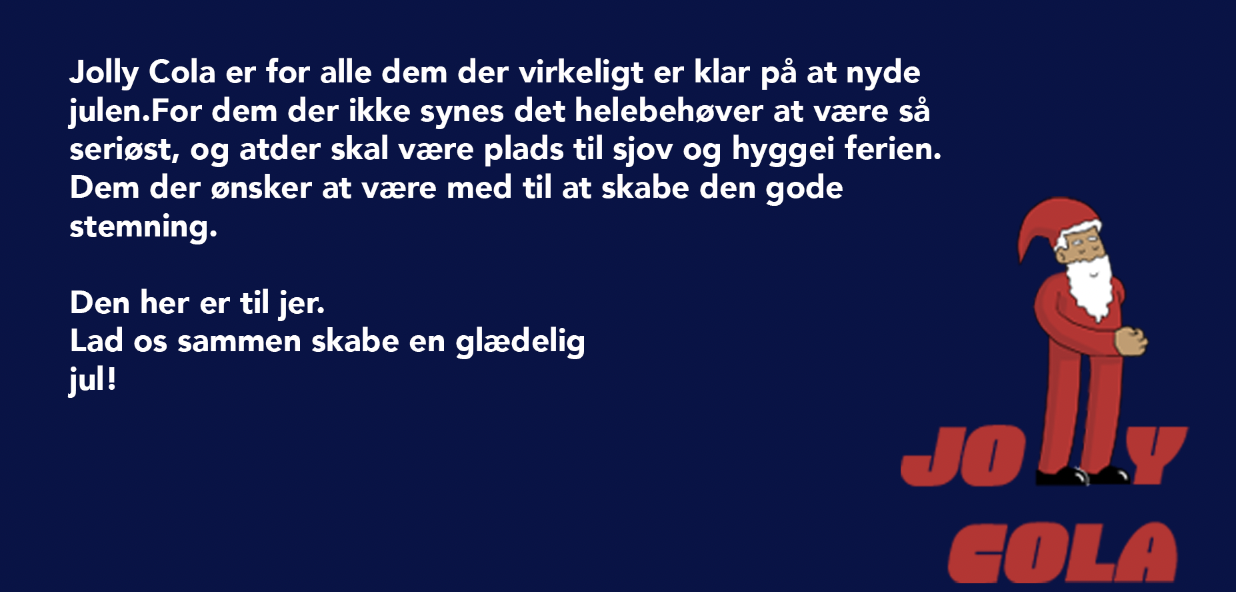 Jolly Cola er for alle dem der virkeligt er klar på at nyde
julen.For dem der ikke synes det helebehøver at være så
seriøst, og atder skal være plads til sjov og hyggei ferien.
Dem der ønsker at være med til at skabe den gode
stemning.
Den her er til jer.
Lad os sammen skabe en glædelig
jul!
JOLLY
COLA